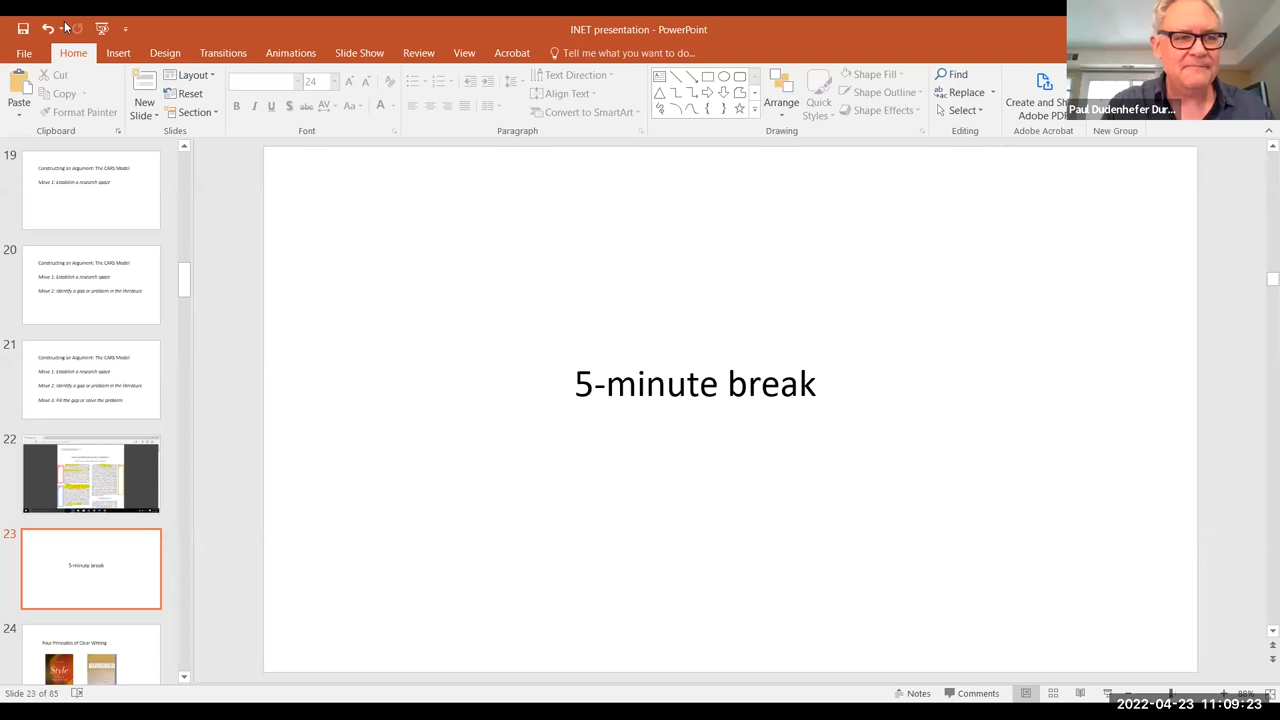 INET presentation - PowerPoint
File Home Insert Design Transitions Animations Slide Show Review View Acrobat Tell me what you want to do...
Paste
Cut
Copy
Format Painter
Clipboard
New Slide
Layout
Reset
Section
Slides
24
Font
Text Direction
Align Text
Convert to SmartArt
Paragraph
Arrange
Quick Styles
Shape Fill
Shape Outline
Shape Effects
Drawing
Find
Replace
Select
Editing
Create and Sh
Adobe PD
Adobe Acrobat
New Group
Paul Dudenhefer Dur...
19
Constructing an Argument: The CARS Model
Move 1: Establish a research space
20
Constructing an Argument: The CARS Model
Move 1: Establish a research space
Move 2: Identify a gap or problem in the literature
21
Constructing an Argument: The CARS Model
Move 1: Establish a research space
Move 2: Identify a gap or problem in the literature
Move 3: Fill the gap or solve the problem
22
23
5-minute break
24
Four Principles of Clear Writing
Style
5-minute break
Slide 23 of 85
Notes
Comments
88%
2022-04-23 11:09:23